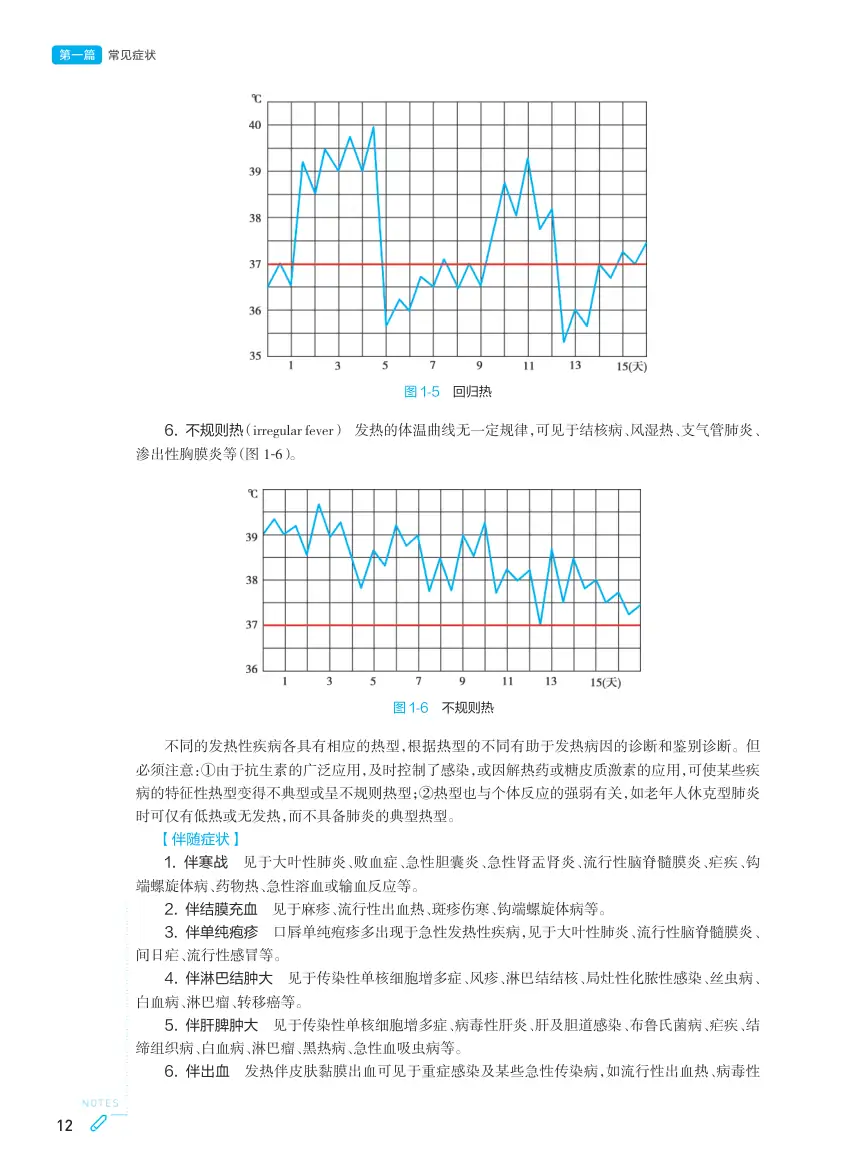 第一篇 常见症状
℃
40
39
38
37
36
35
1 3 5 7 9 11 13 15(天)
图1-5 回归热
6. 不规则热(irregular fever) 发热的体温曲线无一定规律,可见于结核病、风湿热、支气管肺炎、
渗出性胸膜炎等(图1-6)。
℃
39
38
37
36
1 3 5 7 9 11 13 15(天)
图1-6 不规则热
不同的发热性疾病各具有相应的热型,根据热型的不同有助于发热病因的诊断和鉴别诊断。但
必须注意:①由于抗生素的广泛应用,及时控制了感染,或因解热药或糖皮质激素的应用,可使某些疾
病的特征性热型变得不典型或呈不规则热型;②热型也与个体反应的强弱有关,如老年人休克型肺炎
时可仅有低热或无发热,而不具备肺炎的典型热型。
【伴随症状】
1. 伴寒战 见于大叶性肺炎、败血症、急性胆囊炎、急性肾盂肾炎、流行性脑脊髓膜炎、疟疾、钩
端螺旋体病、药物热、急性溶血或输血反应等。
2. 伴结膜充血 见于麻疹、流行性出血热、斑疹伤寒、钩端螺旋体病等。
3. 伴单纯疱疹 口唇单纯疱疹多出现于急性发热性疾病,见于大叶性肺炎、流行性脑脊髓膜炎、
间日疟、流行性感冒等。
4. 伴淋巴结肿大 见于传染性单核细胞增多症、风疹、淋巴结结核、局灶性化脓性感染、丝虫病、
白血病、淋巴瘤、转移癌等。
5. 伴肝脾肿大 见于传染性单核细胞增多症、病毒性肝炎、肝及胆道感染、布鲁氏菌病、疟疾、结
缔组织病、白血病、淋巴瘤、黑热病、急性血吸虫病等。
6. 伴出血 发热伴皮肤黏膜出血可见于重症感染及某些急性传染病,如流行性出血热、病毒性
NOTES
12